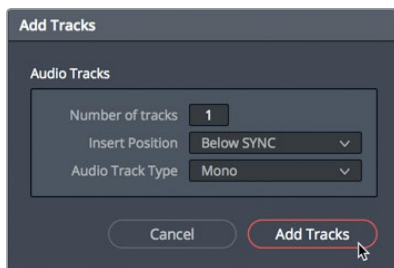 Add Tracks
Audio Tracks
Number of tracks 1
Insert Position Below SYNC
Audio Track Type Mono
Cancel Add Tracks